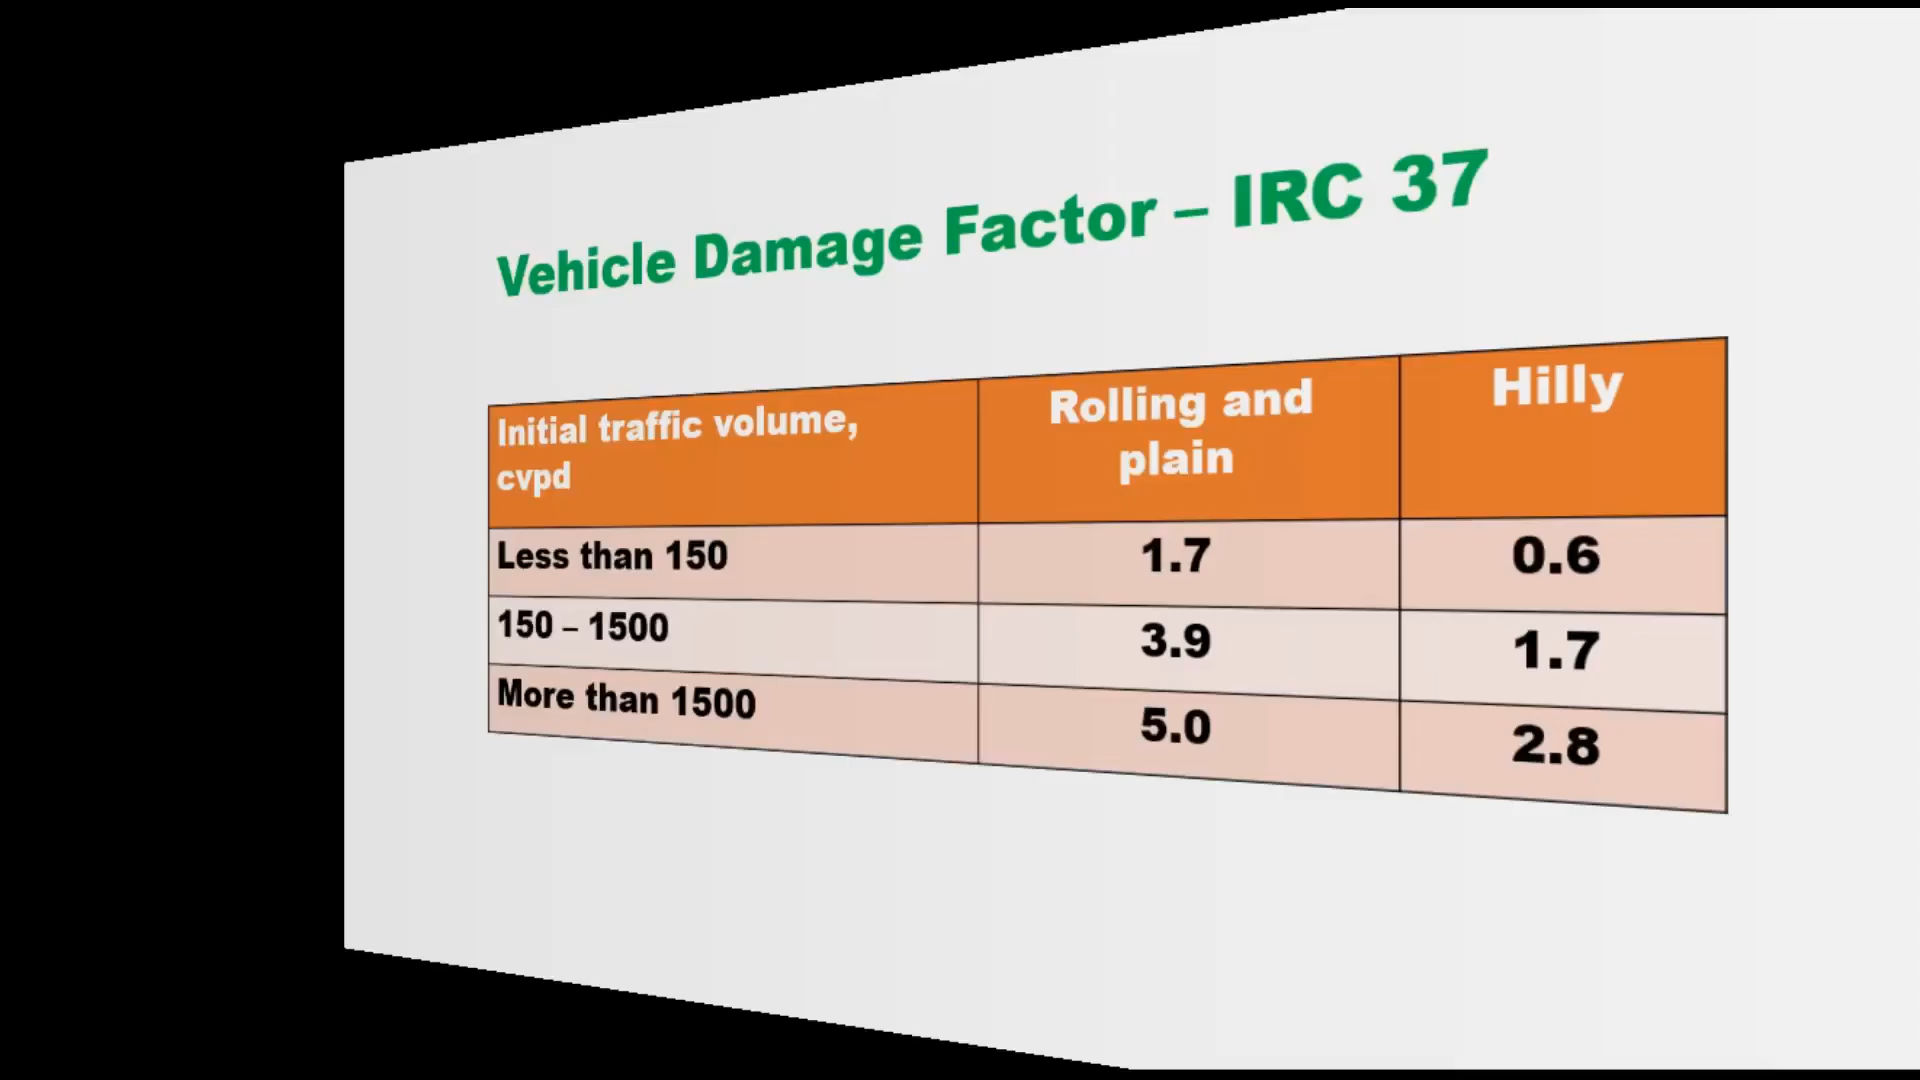 Vehicle Damage Factor – IRC 37
Initial traffic volume, cvpd
Rolling and plain
Hilly
Less than 150
1.7
0.6
150 – 1500
3.9
1.7
More than 1500
5.0
2.8